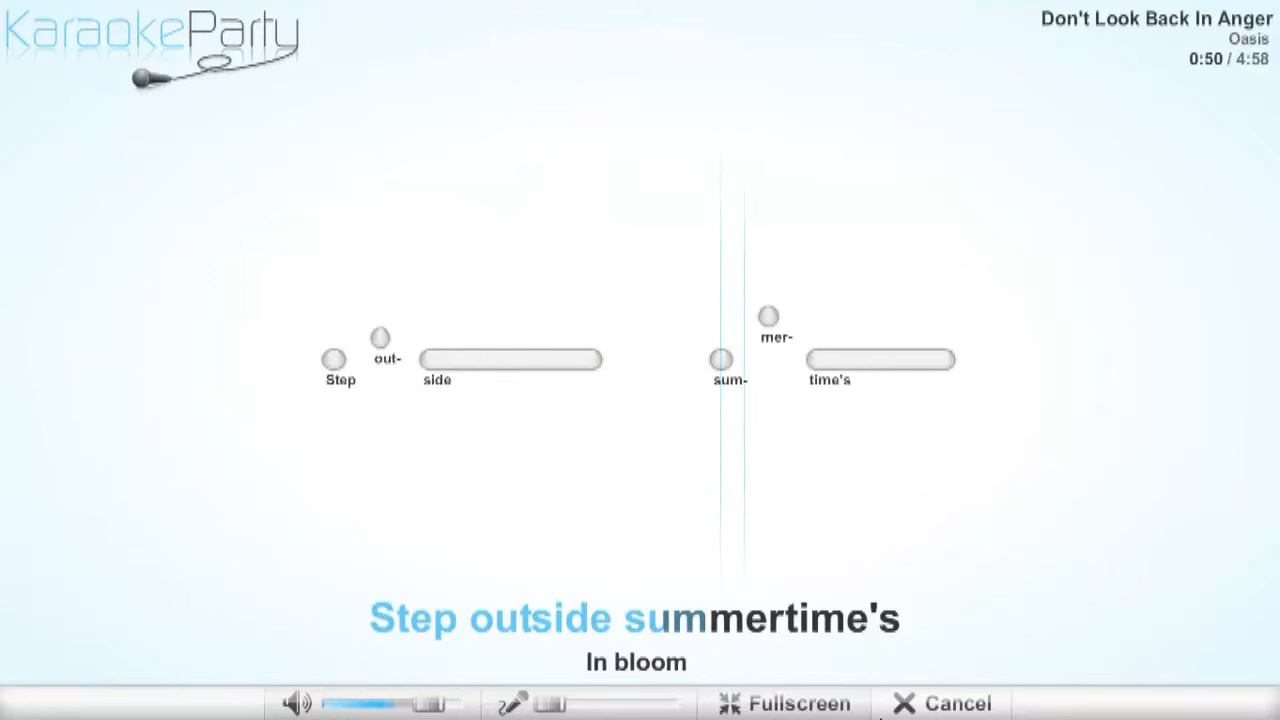 KaraokeParty
Don't Look Back In Anger
Oasis
0:50 / 4:58
mer-
out-
Step
side
sum-
time's
Step outside summertime's
In bloom
Fullscreen
Cancel